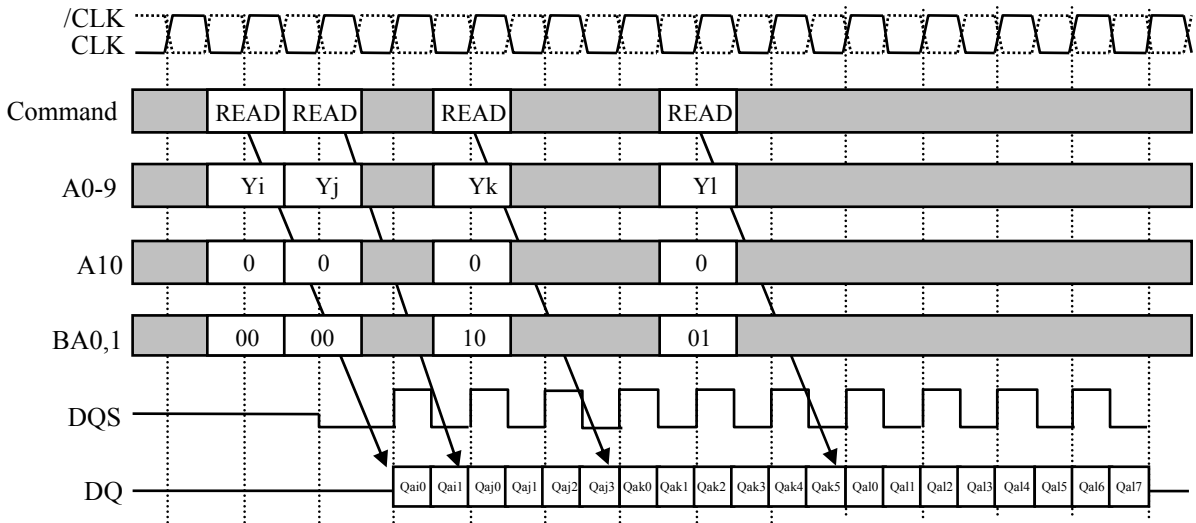 /CLK
CLK
Command READ READ READ READ
A0-9 Yi Yj Yk Yl
A10 0 0 0 0
BA0,1 00 00 10 01
DQS
DQ Qai0 Qai1 Qaj0 Qaj1 Qaj2 Qaj3 Qak0 Qak1 Qak2 Qak3 Qak4 Qak5 Qal0 Qal1 Qal2 Qal3 Qal4 Qal5 Qal6 Qal7